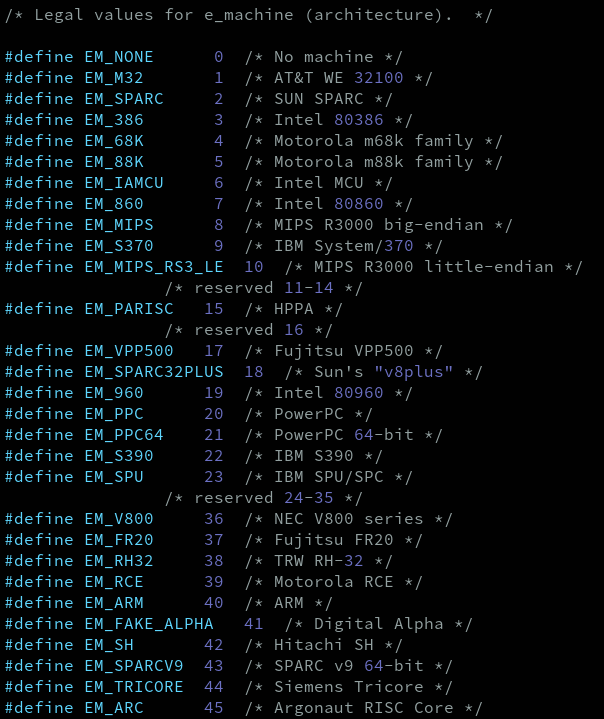 /* Legal values for e_machine (architecture).  */

#define EM_NONE      0  /* No machine */
#define EM_M32       1  /* AT&T WE 32100 */
#define EM_SPARC     2  /* SUN SPARC */
#define EM_386       3  /* Intel 80386 */
#define EM_68K       4  /* Motorola m68k family */
#define EM_88K       5  /* Motorola m88k family */
#define EM_IAMCU     6  /* Intel MCU */
#define EM_860       7  /* Intel 80860 */
#define EM_MIPS      8  /* MIPS R3000 big-endian */
#define EM_S370      9  /* IBM System/370 */
#define EM_MIPS_RS3_LE  10  /* MIPS R3000 little-endian */
                /* reserved 11-14 */
#define EM_PARISC   15  /* HPPA */
                /* reserved 16 */
#define EM_VPP500   17  /* Fujitsu VPP500 */
#define EM_SPARC32PLUS  18  /* Sun's "v8plus" */
#define EM_960      19  /* Intel 80960 */
#define EM_PPC      20  /* PowerPC */
#define EM_PPC64    21  /* PowerPC 64-bit */
#define EM_S390     22  /* IBM S390 */
#define EM_SPU      23  /* IBM SPU/SPC */
                /* reserved 24-35 */
#define EM_V800     36  /* NEC V800 series */
#define EM_FR20     37  /* Fujitsu FR20 */
#define EM_RH32     38  /* TRW RH-32 */
#define EM_RCE      39  /* Motorola RCE */
#define EM_ARM      40  /* ARM */
#define EM_FAKE_ALPHA   41  /* Digital Alpha */
#define EM_SH       42  /* Hitachi SH */
#define EM_SPARCV9  43  /* SPARC v9 64-bit */
#define EM_TRICORE  44  /* Siemens Tricore */
#define EM_ARC      45  /* Argonaut RISC Core */